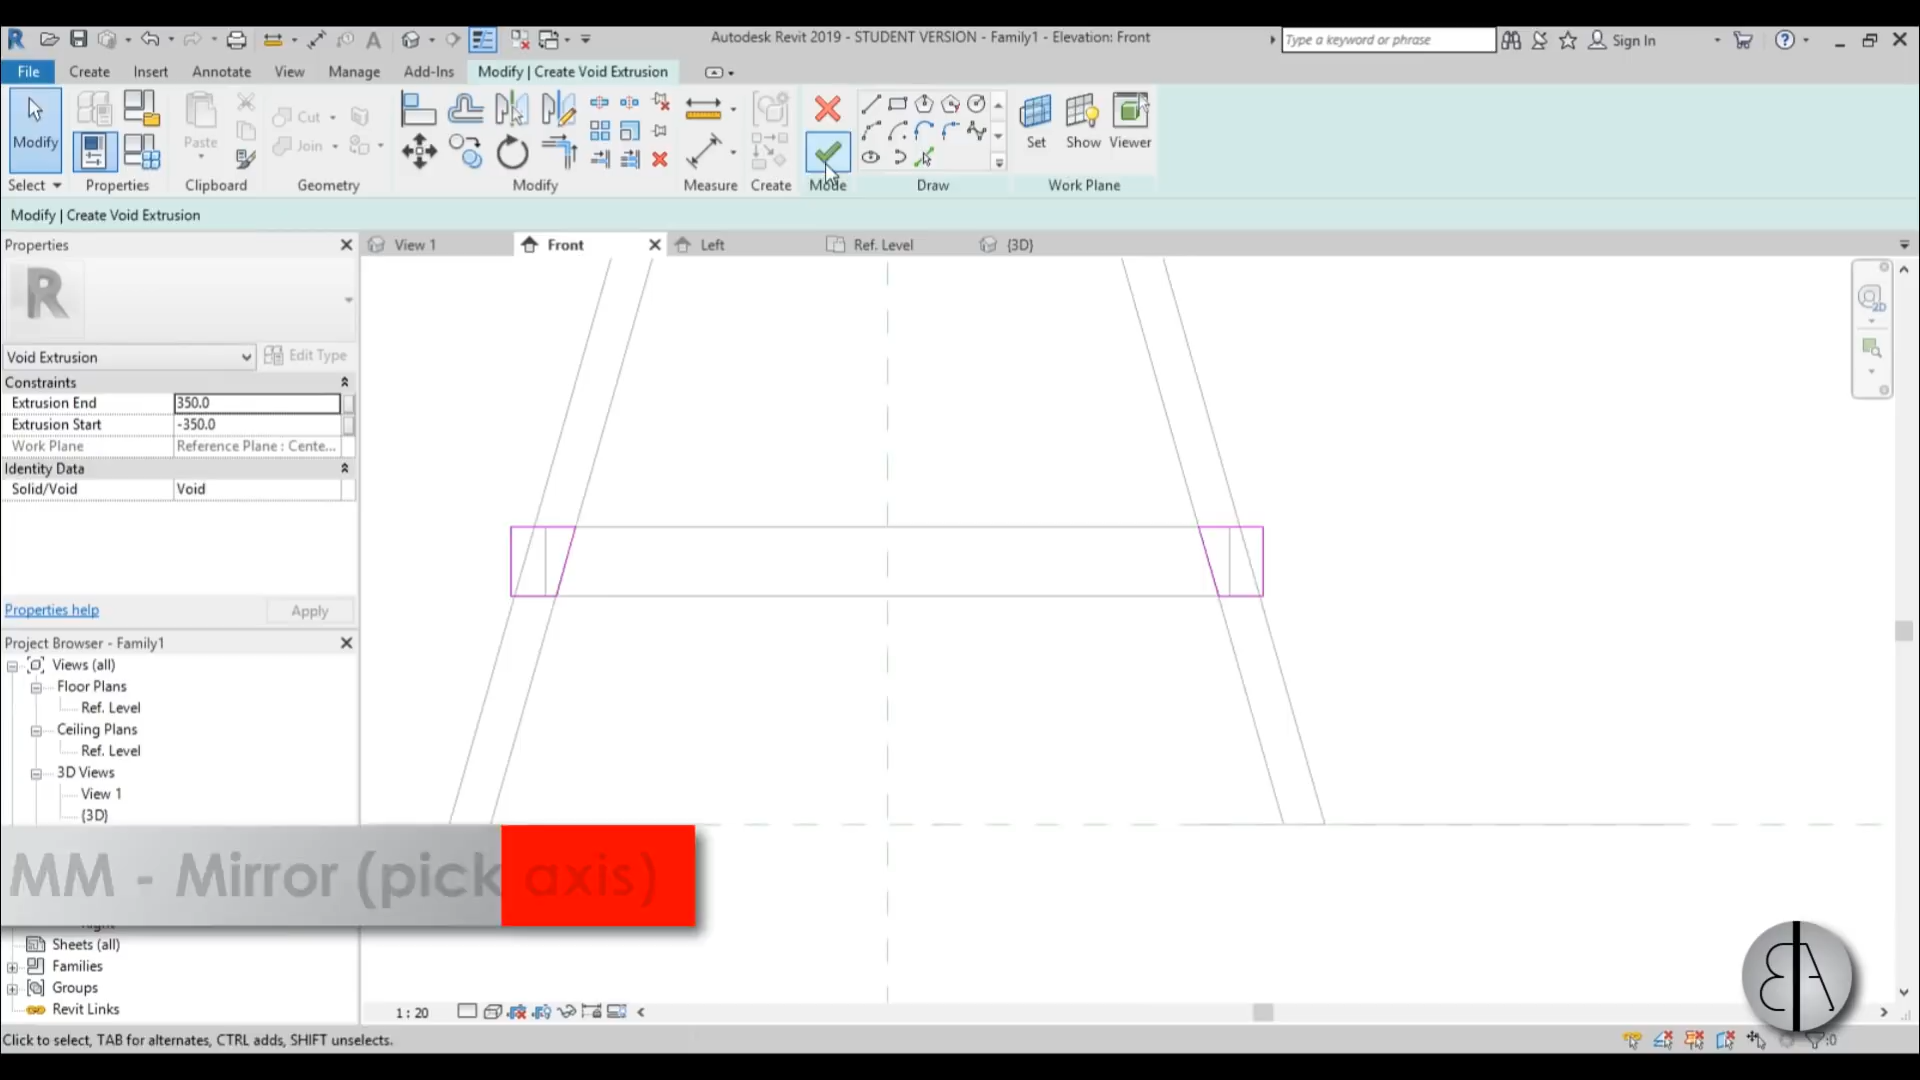 Autodesk Revit 2019 - STUDENT VERSION - Family1 - Elevation: Front
Type a keyword or phrase
Sign In
File Create Insert Annotate View Manage Add-Ins Modify | Create Void Extrusion
Modify
Paste
Cut
Join
Set Show Viewer
Select Properties Clipboard Geometry Modify Measure Create Mode Draw Work Plane
Modify | Create Void Extrusion
Properties
View 1 Front Left Ref. Level {3D}
R
2D
Void Extrusion
Edit Type
Constraints
Extrusion End 350.0
Extrusion Start -350.0
Work Plane Reference Plane : Cente...
Identity Data
Solid/Void Void
Properties help
Apply
Project Browser - Family1
Views (all)
Floor Plans
Ref. Level
Ceiling Plans
Ref. Level
3D Views
View 1
{3D}
MM - Mirror (pick axis)
Sheets (all)
Families
Groups
Revit Links
1 : 20
Click to select, TAB for alternates, CTRL adds, SHIFT unselects.
:0